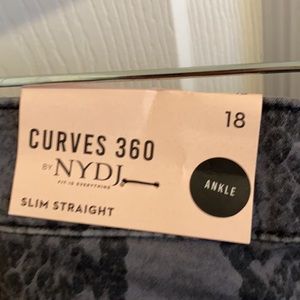 18
CURVES 360
BY NYDJ
FIT IS EVERYTHING
ANKLE
SLIM STRAIGHT